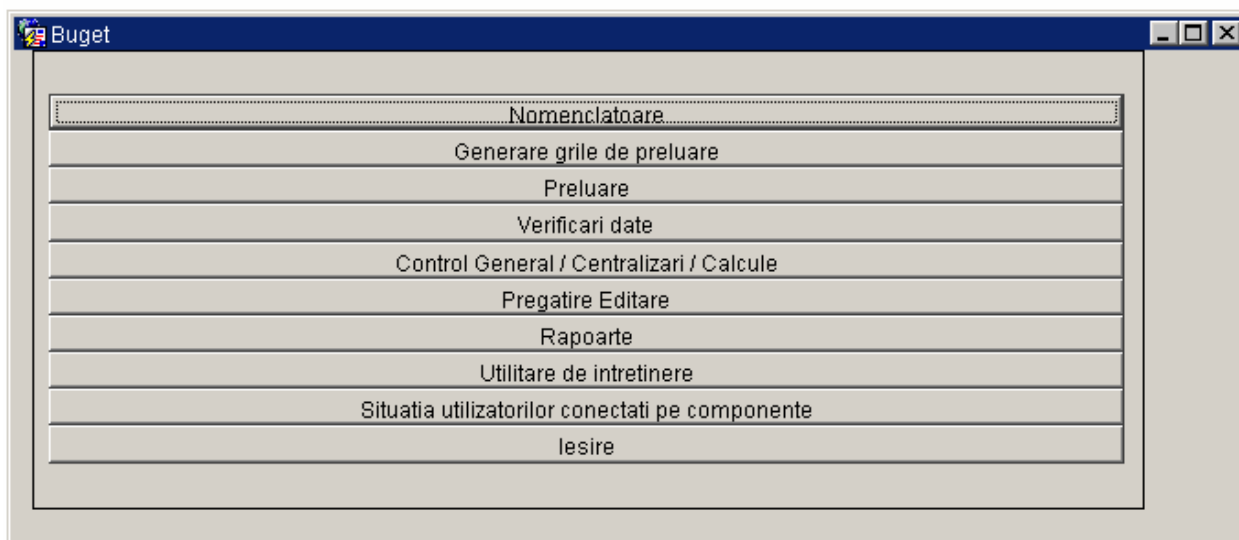 Buget
Nomenclatoare
Generare grile de preluare
Preluare
Verificari date
Control General / Centralizari / Calcule
Pregatire Editare
Rapoarte
Utilitare de intretinere
Situatia utilizatorilor conectati pe componente
Iesire